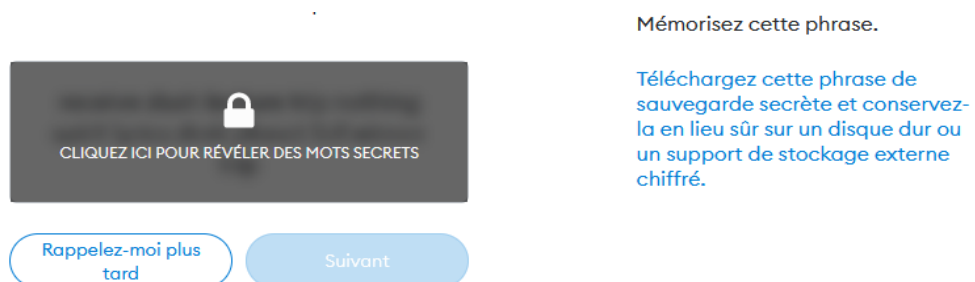 CLIQUEZ ICI POUR RÉVÉLER DES MOTS SECRETS
Rappelez-moi plus
tard
Suivant
Mémorisez cette phrase.
Téléchargez cette phrase de
sauvegarde secrète et conservez-
la en lieu sûr sur un disque dur ou
un support de stockage externe
chiffré.